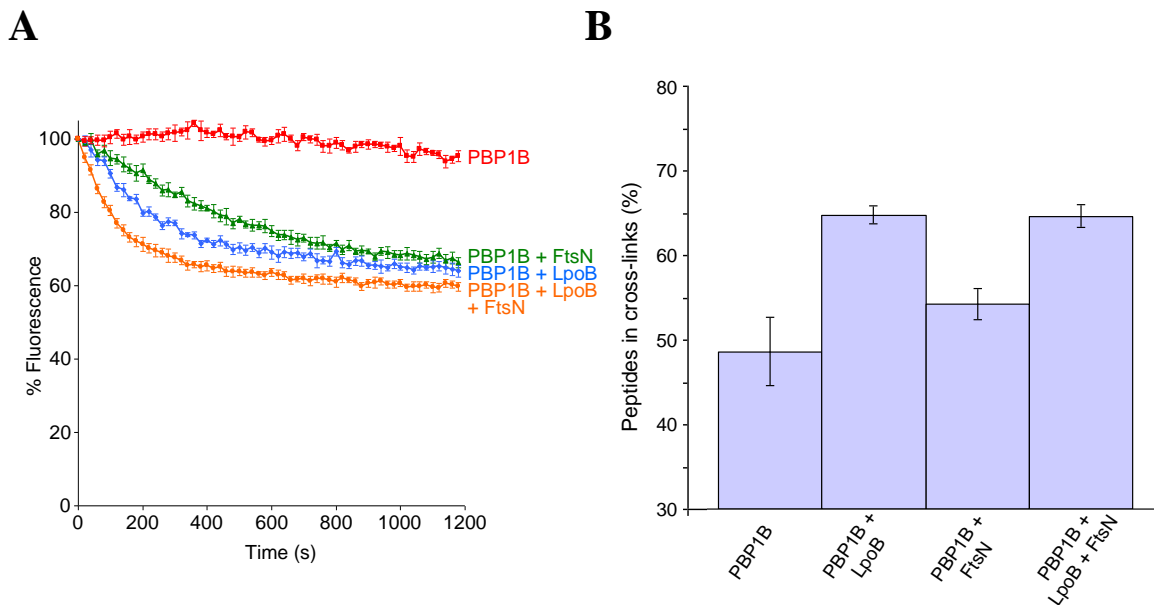 A
B
100
80
60
40
20
0
% Fluorescence
0
200
400
600
800
1000
1200
Time (s)
PBP1B
PBP1B + FtsN
PBP1B + LpoB
PBP1B + LpoB
+ FtsN
80
70
60
50
40
30
Peptides in cross-links (%)
PBP1B
PBP1B +
LpoB
PBP1B +
FtsN
PBP1B +
LpoB + FtsN